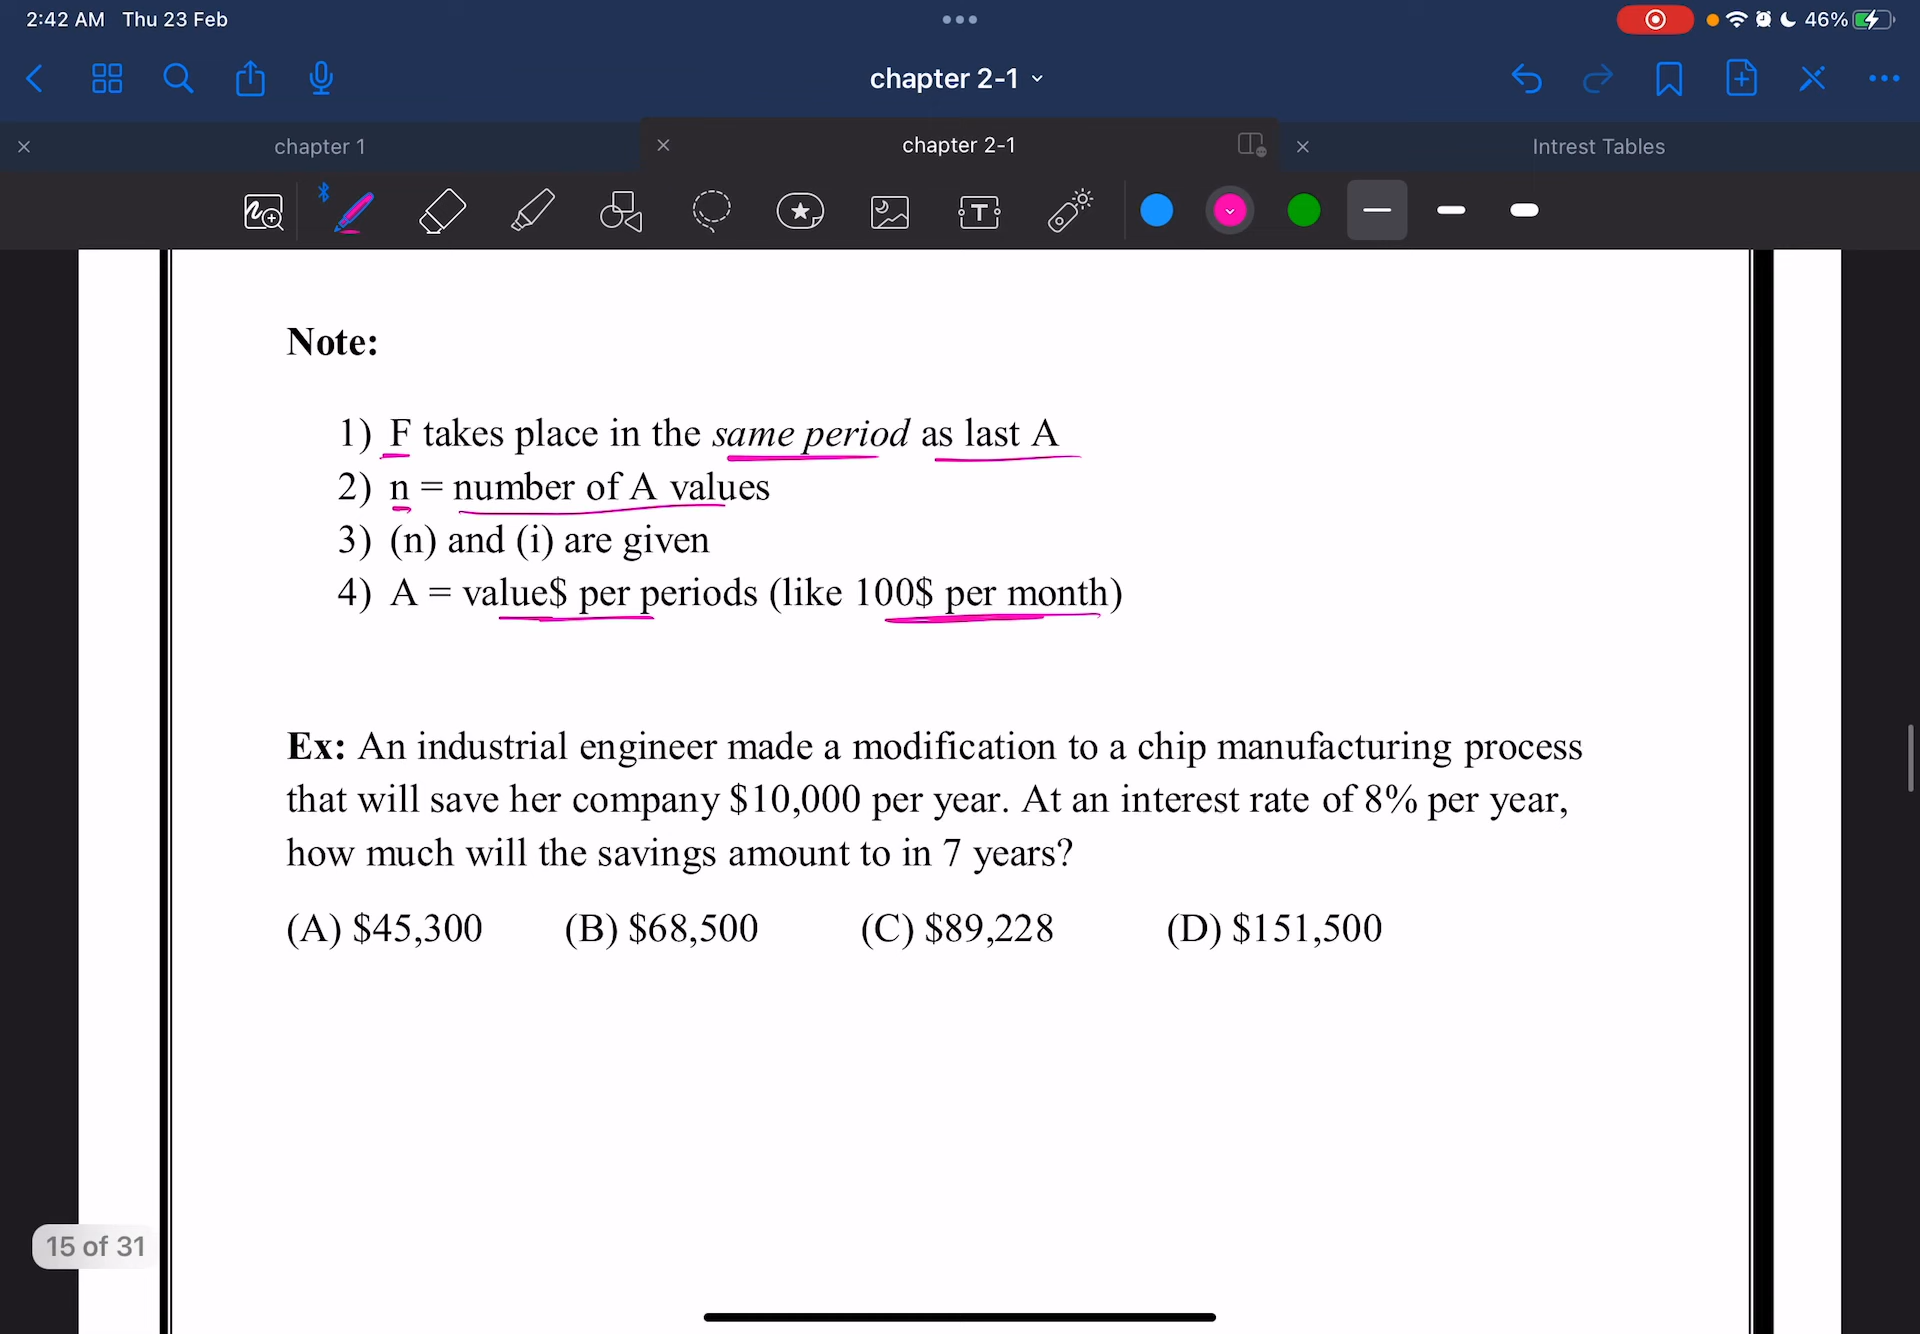 2:42 AM Thu 23 Feb
46%
chapter 2-1
chapter 1
chapter 2-1
Intrest Tables
T
Note:
1) F takes place in the same period as last A
2) n = number of A values
3) (n) and (i) are given
4) A = value$ per periods (like 100$ per month)
Ex: An industrial engineer made a modification to a chip manufacturing process
that will save her company $10,000 per year. At an interest rate of 8% per year,
how much will the savings amount to in 7 years?
(A) $45,300 (B) $68,500 (C) $89,228 (D) $151,500
15 of 31